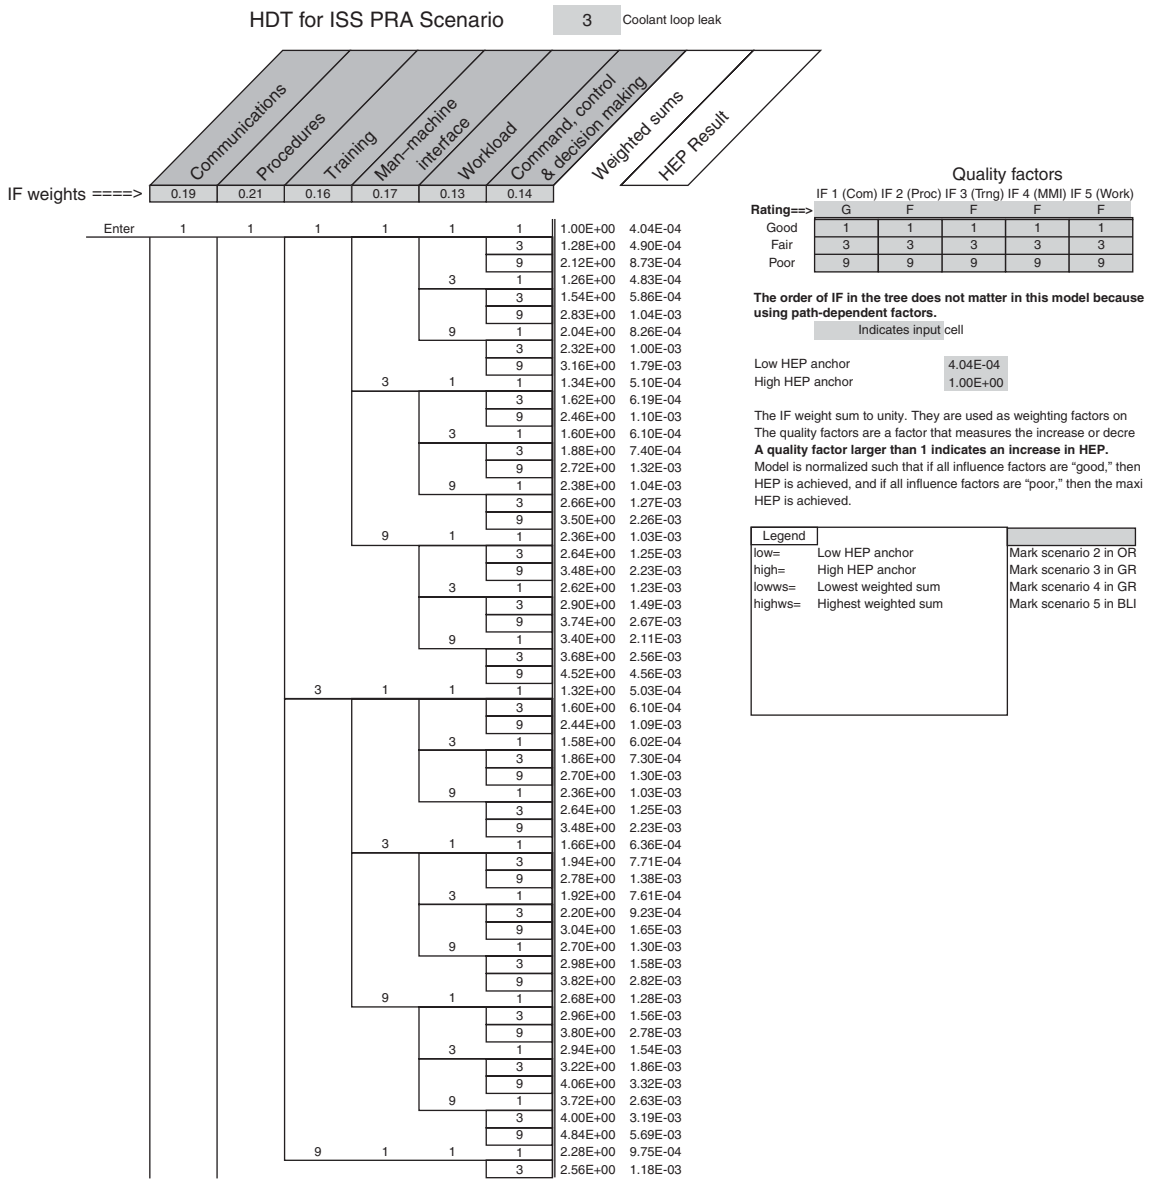 HDT for ISS PRA Scenario 3 Coolant loop leak
Communications
Procedures
Training
Man–machine
interface
Workload
Command, control
& decision making
Weighted sums
HEP Result
IF weights ====> 0.19 0.21 0.16 0.17 0.13 0.14
Enter 1 1 1 1 1 1 1.00E+00 4.04E-04
3 1.28E+00 4.90E-04
9 2.12E+00 8.73E-04
3 1 1.26E+00 4.83E-04
3 1.54E+00 5.86E-04
9 2.83E+00 1.04E-03
9 1 2.04E+00 8.26E-04
3 2.32E+00 1.00E-03
9 3.16E+00 1.79E-03
3 1 1 1.34E+00 5.10E-04
3 1.62E+00 6.19E-04
9 2.46E+00 1.10E-03
3 1 1.60E+00 6.10E-04
3 1.88E+00 7.40E-04
9 2.72E+00 1.32E-03
9 1 2.38E+00 1.04E-03
3 2.66E+00 1.27E-03
9 3.50E+00 2.26E-03
9 1 1 2.36E+00 1.03E-03
3 2.64E+00 1.25E-03
9 3.48E+00 2.23E-03
3 1 2.62E+00 1.23E-03
3 2.90E+00 1.49E-03
9 3.74E+00 2.67E-03
9 1 3.40E+00 2.11E-03
3 3.68E+00 2.56E-03
9 4.52E+00 4.56E-03
3 1 1 1 1.32E+00 5.03E-04
3 1.60E+00 6.10E-04
9 2.44E+00 1.09E-03
3 1 1.58E+00 6.02E-04
3 1.86E+00 7.30E-04
9 2.70E+00 1.30E-03
9 1 2.36E+00 1.03E-03
3 2.64E+00 1.25E-03
9 3.48E+00 2.23E-03
3 1 1 1.66E+00 6.36E-04
3 1.94E+00 7.71E-04
9 2.78E+00 1.38E-03
3 1 1.92E+00 7.61E-04
3 2.20E+00 9.23E-04
9 3.04E+00 1.65E-03
9 1 2.70E+00 1.30E-03
3 2.98E+00 1.58E-03
9 3.82E+00 2.82E-03
9 1 1 2.68E+00 1.28E-03
3 2.96E+00 1.56E-03
9 3.80E+00 2.78E-03
3 1 2.94E+00 1.54E-03
3 3.22E+00 1.86E-03
9 4.06E+00 3.32E-03
9 1 3.72E+00 2.63E-03
3 4.00E+00 3.19E-03
9 4.84E+00 5.69E-03
9 1 1 1 2.28E+00 9.75E-04
3 2.56E+00 1.18E-03
Quality factors
IF 1 (Com) IF 2 (Proc) IF 3 (Trng) IF 4 (MMI) IF 5 (Work)
Rating==> G F F F F
Good 1 1 1 1 1
Fair 3 3 3 3 3
Poor 9 9 9 9 9
The order of IF in the tree does not matter in this model because
using path-dependent factors.
Indicates input cell
Low HEP anchor 4.04E-04
High HEP anchor 1.00E+00
The IF weight sum to unity. They are used as weighting factors on
The quality factors are a factor that measures the increase or decre
A quality factor larger than 1 indicates an increase in HEP.
Model is normalized such that if all influence factors are “good,” then
HEP is achieved, and if all influence factors are “poor,” then the maxi
HEP is achieved.
Legend
low= Low HEP anchor Mark scenario 2 in OR
high= High HEP anchor Mark scenario 3 in GR
lowws= Lowest weighted sum Mark scenario 4 in GR
highws= Highest weighted sum Mark scenario 5 in BLI